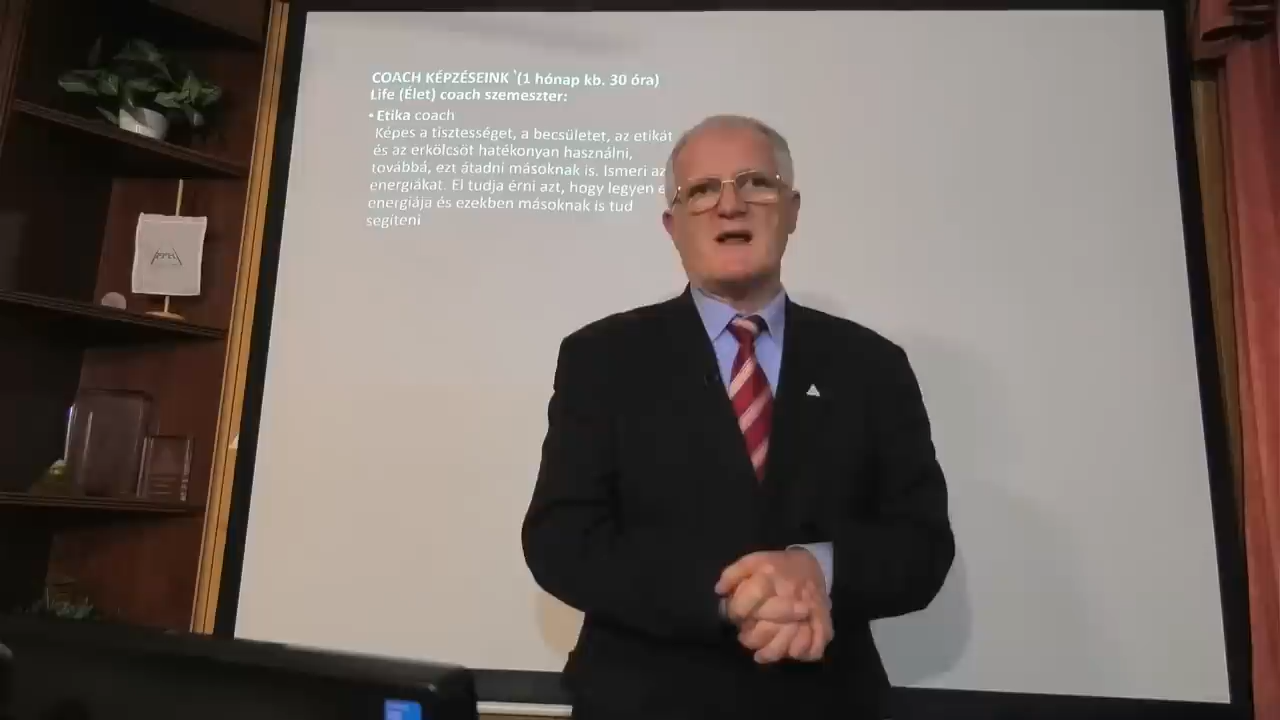 COACH KÉPZÉSEINK (1 hónap kb. 30 óra)
Life (Élet) coach szemeszter:
• Etika coach
Képes a tisztességet, a becsületet, az etikát
és az erkölcsöt hatékonyan használni,
továbbá, ezt átadni másoknak is. Ismeri az
energiákat. El tudja érni azt, hogy legyen
energiája és ezekben másoknak is tud
segíteni